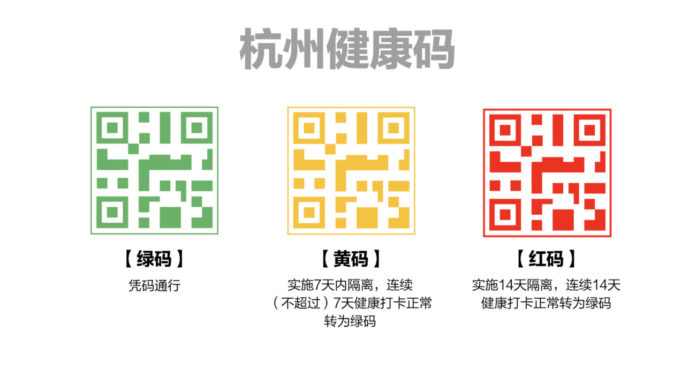 杭州健康码
【绿码】
凭码通行
【黄码】
实施7天内隔离，连续
（不超过）7天健康打卡正常
转为绿码
【红码】
实施14天隔离，连续14天
健康打卡正常转为绿码